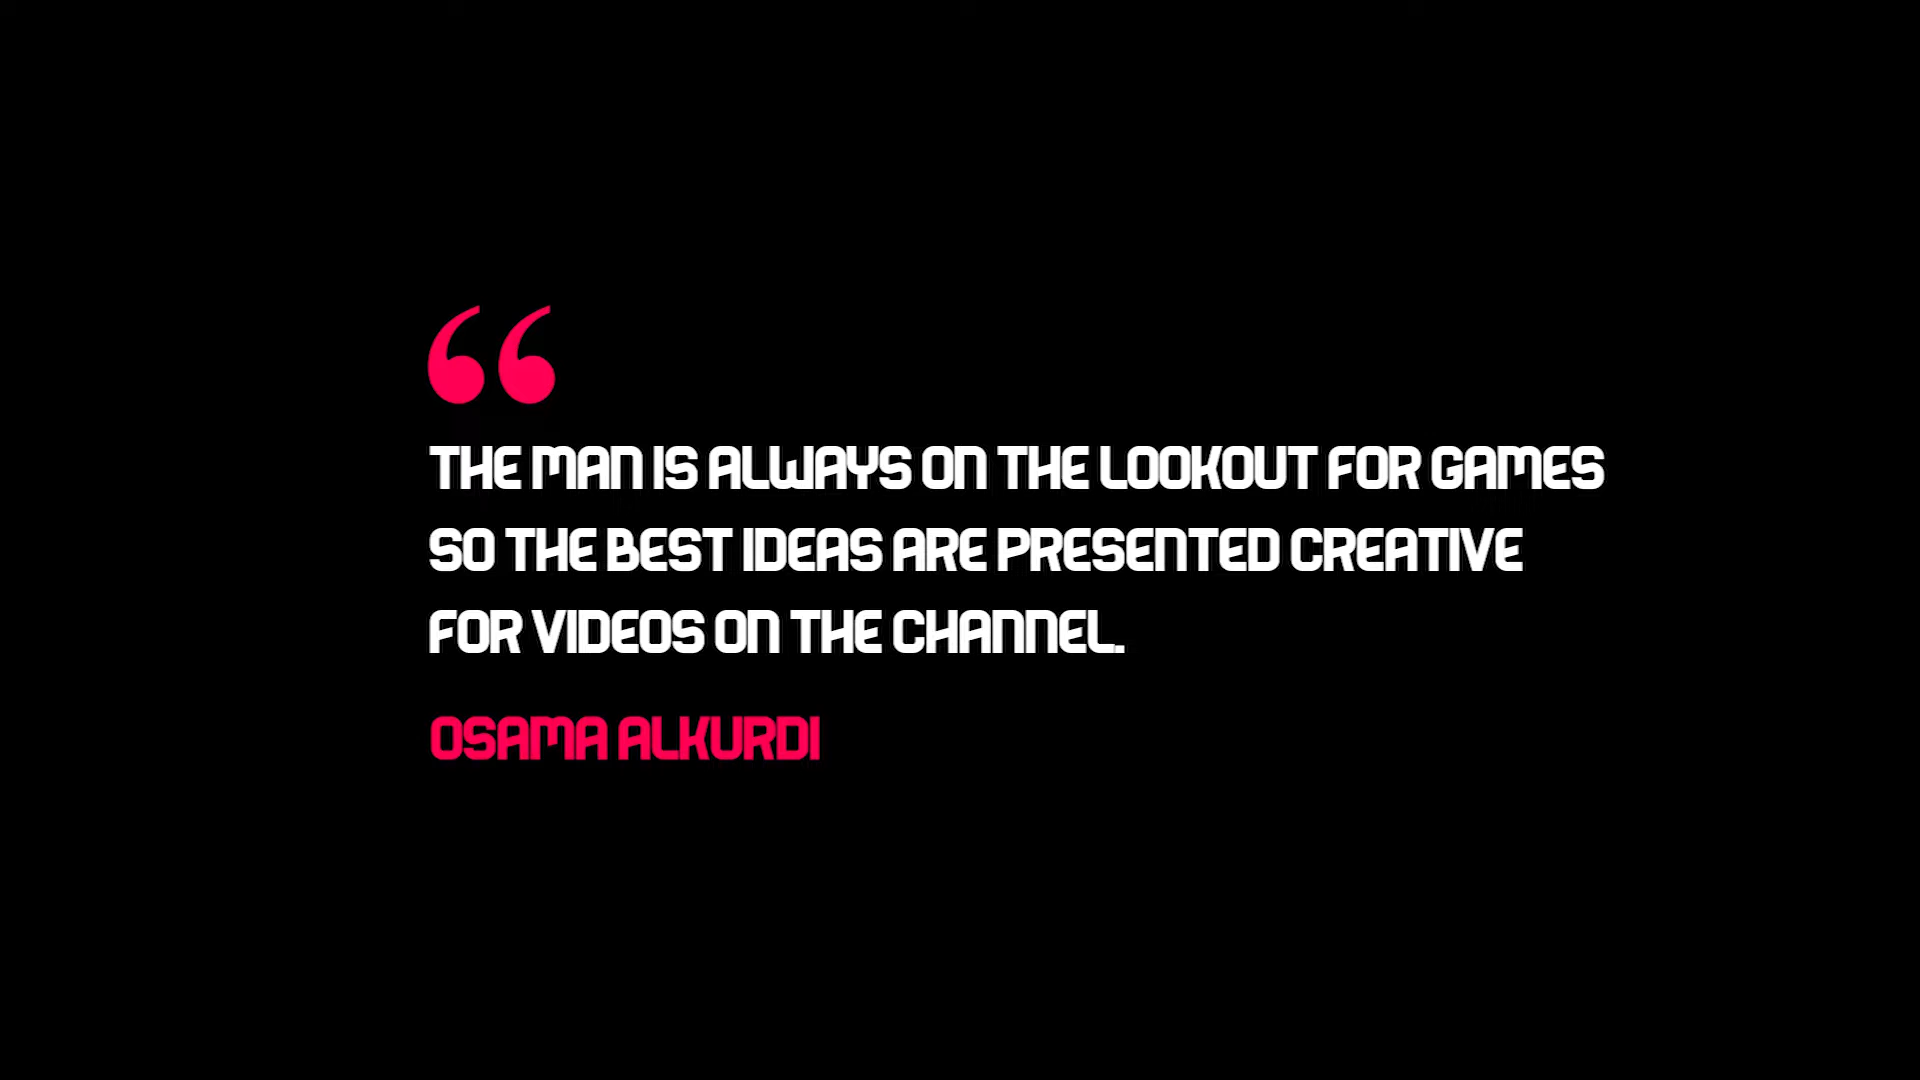 “
THE MAN IS ALWAYS ON THE LOOKOUT FOR GAMES
SO THE BEST IDEAS ARE PRESENTED CREATIVE
FOR VIDEOS ON THE CHANNEL.
OSAMA ALKURDI